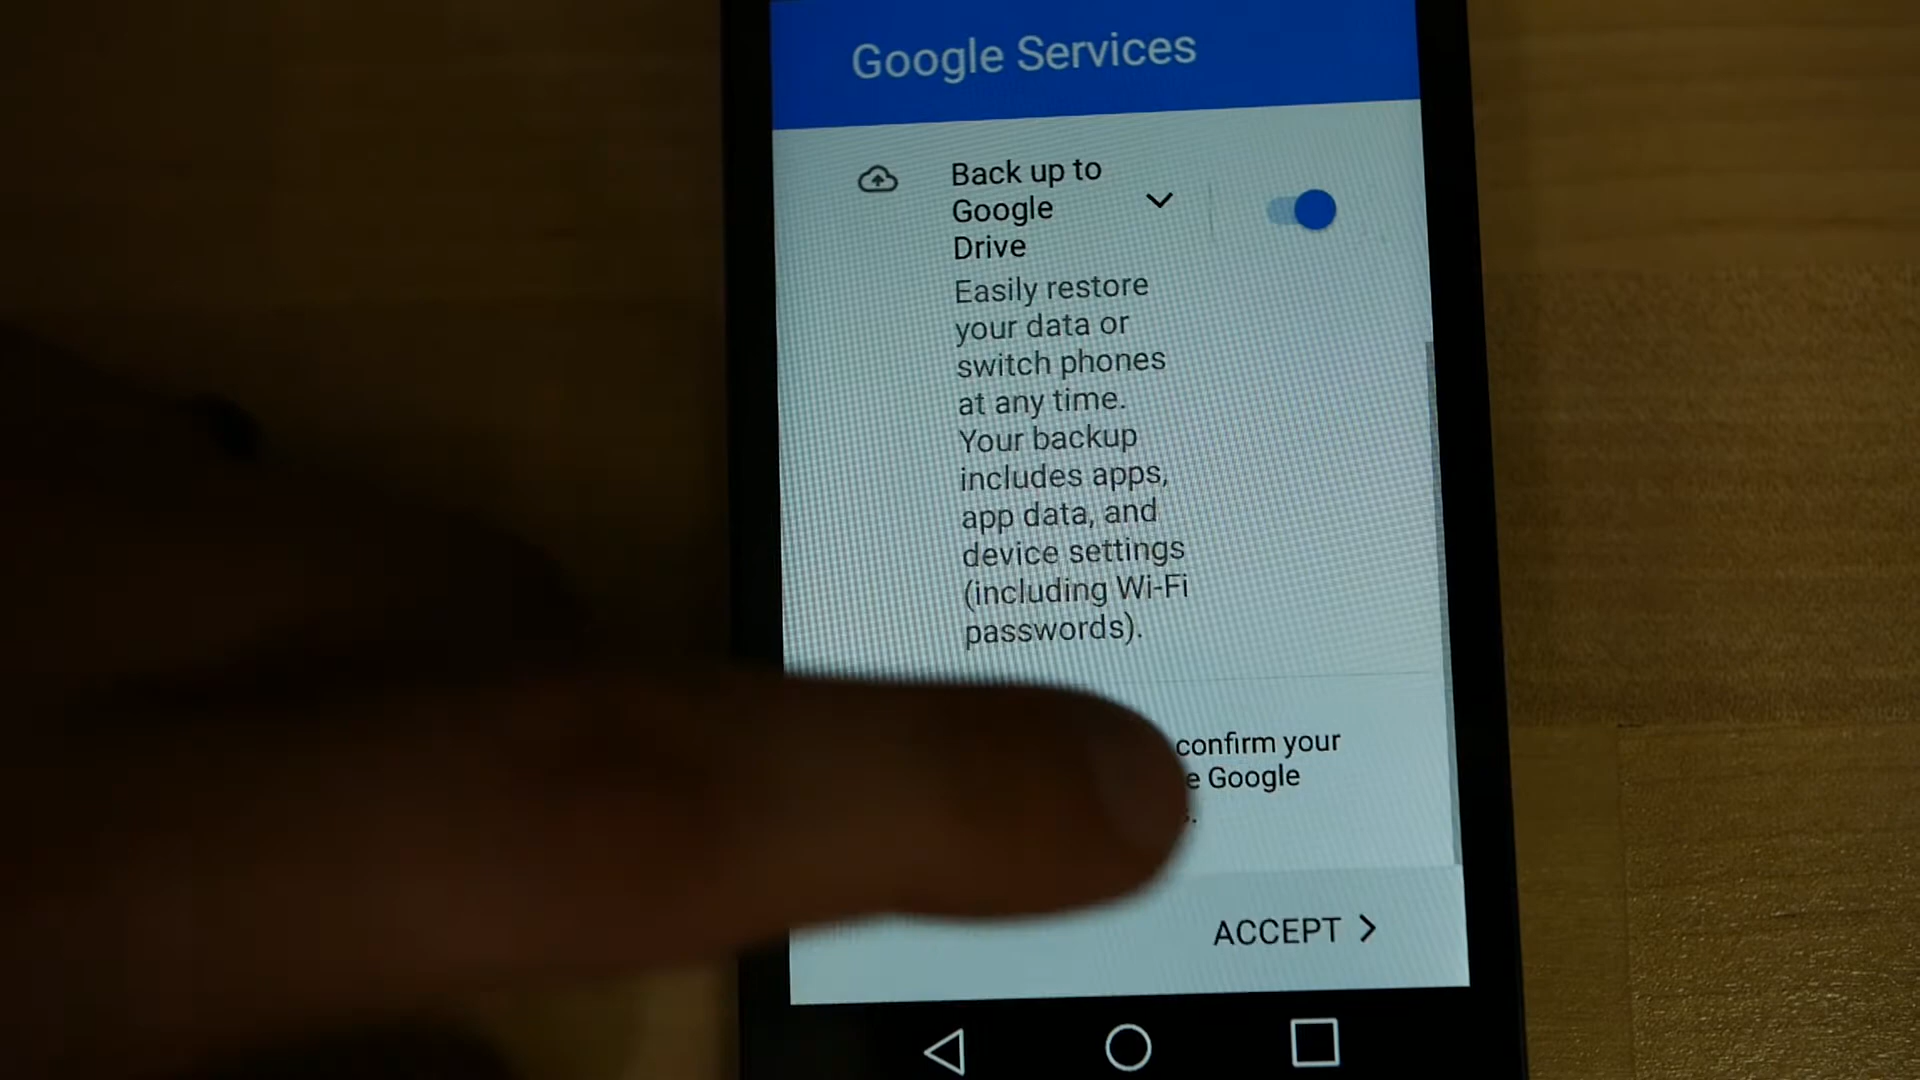 Google Services
Back up to
Google
Drive
Easily restore
your data or
switch phones
at any time.
Your backup
includes apps,
app data, and
device settings
(including Wi-Fi
passwords).
confirm your
Google
ACCEPT